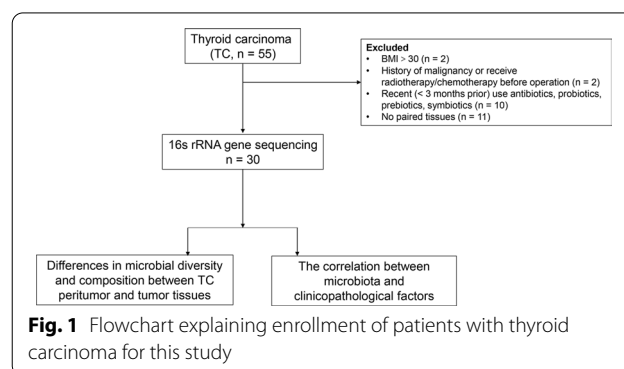 Thyroid carcinoma
(TC, n = 55)
Excluded
• BMI > 30 (n = 2)
• History of malignancy or receive
radiotherapy/chemotherapy before operation (n = 2)
• Recent (< 3 months prior) use antibiotics, probiotics,
prebiotics, symbiotics (n = 10)
• No paired tissues (n = 11)
16s rRNA gene sequencing
n = 30
Differences in microbial diversity
and composition between TC
peritumor and tumor tissues
The correlation between
microbiota and
clinicopathological factors
Fig. 1 Flowchart explaining enrollment of patients with thyroid
carcinoma for this study